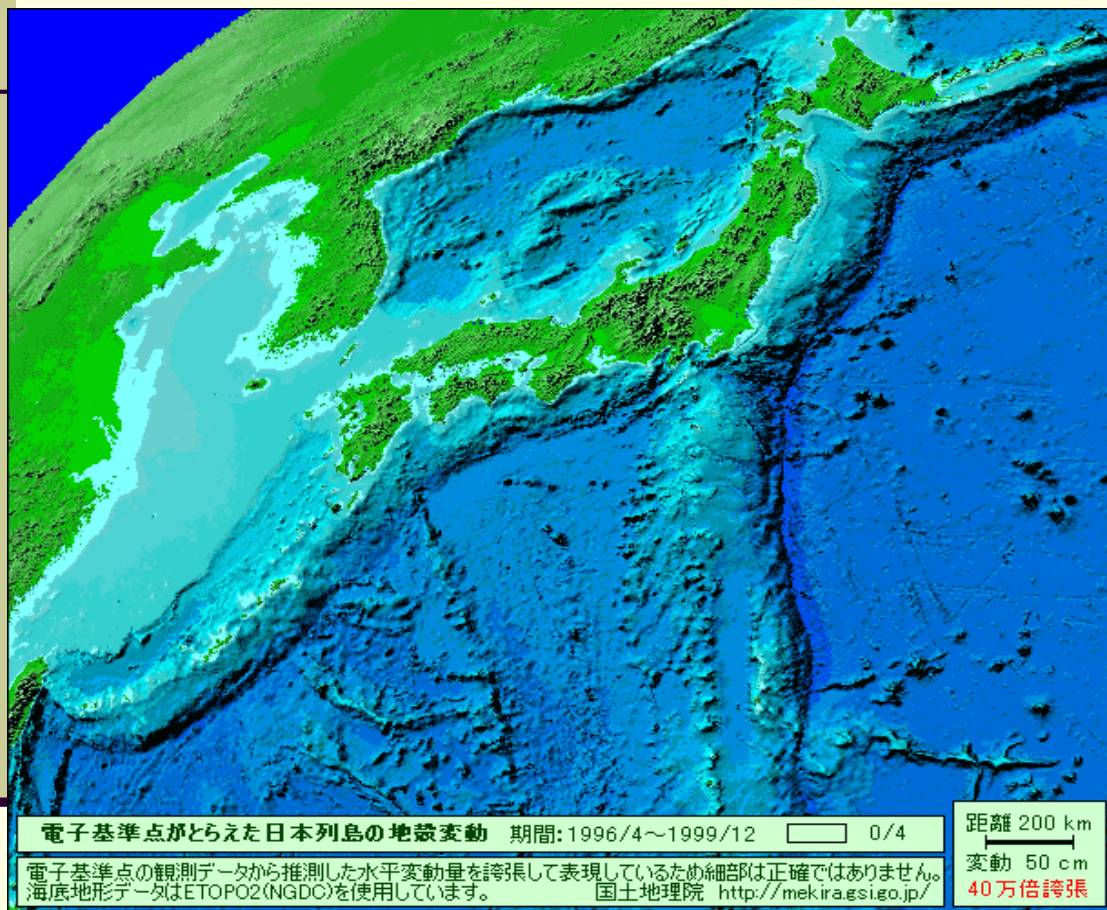 電子基準点がとらえた日本列島の地殻変動 期間:1996/4～1999/12 0/4
電子基準点の観測データから推測した水平変動量を誇張して表現しているため細部は正確ではありません。
海底地形データはETOPO2(NGDC)を使用しています。 国土地理院 http://mekira.gsi.go.jp/
距離 200 km
変動 50 cm
40万倍誇張